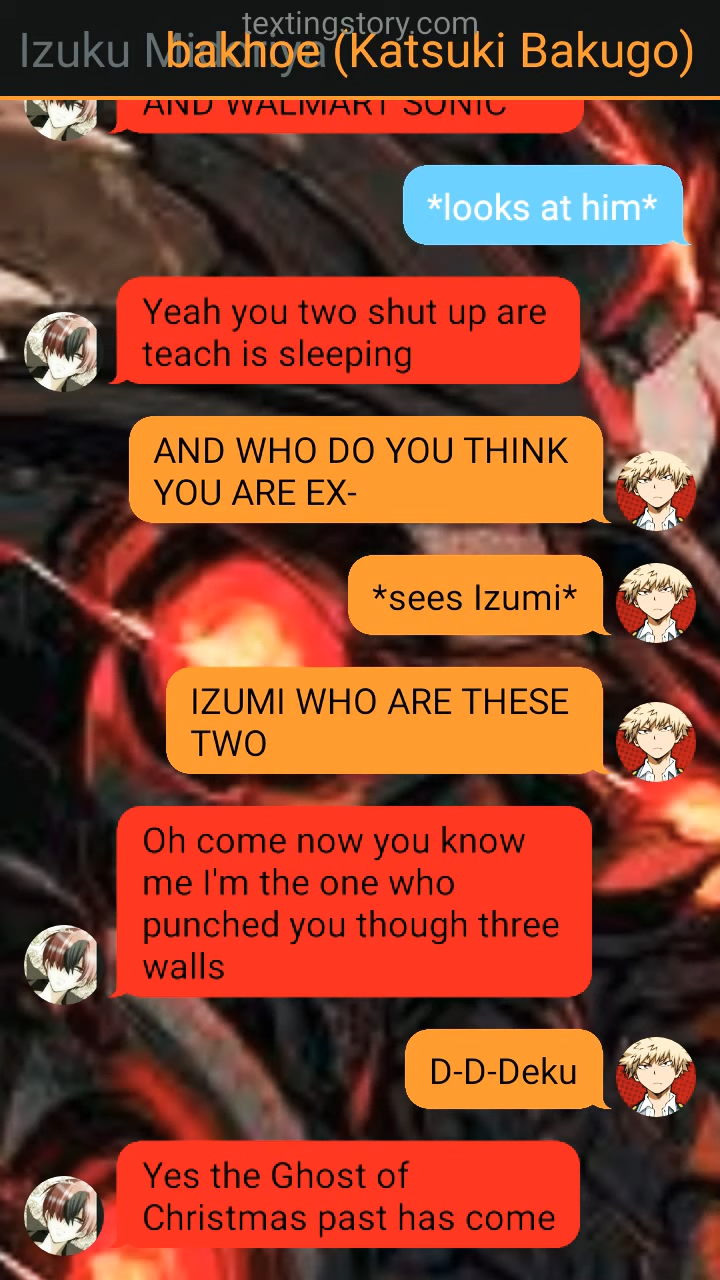 textingstory.com
Izuku Midoriya
bakhoe (Katsuki Bakugo)
AND WALMART SONIC
*looks at him*
Yeah you two shut up are
teach is sleeping
AND WHO DO YOU THINK
YOU ARE EX-
*sees Izumi*
IZUMI WHO ARE THESE
TWO
Oh come now you know
me I'm the one who
punched you though three
walls
D-D-Deku
Yes the Ghost of
Christmas past has come